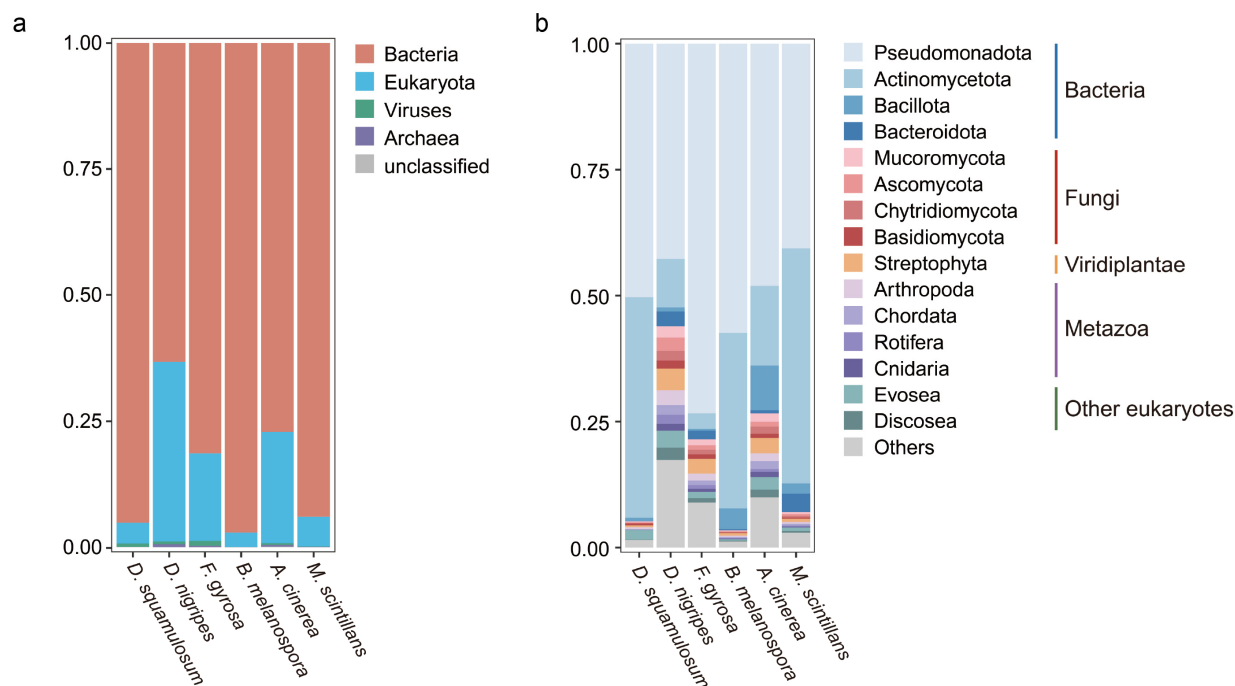 a
1.00
0.75
0.50
0.25
0.00
D. squamulosum
D. nigripes
F. gyrosa
B. melanospora
A. cinerea
M. scintillans
Bacteria
Eukaryota
Viruses
Archaea
unclassified
b
1.00
0.75
0.50
0.25
0.00
D. squamulosum
D. nigripes
F. gyrosa
B. melanospora
A. cinerea
M. scintillans
Pseudomonadota
Actinomycetota
Bacillota
Bacteroidota
Mucoromycota
Ascomycota
Chytridiomycota
Basidiomycota
Streptophyta
Arthropoda
Chordata
Rotifera
Cnidaria
Evosea
Discosea
Others
Bacteria
Fungi
Viridiplantae
Metazoa
Other eukaryotes